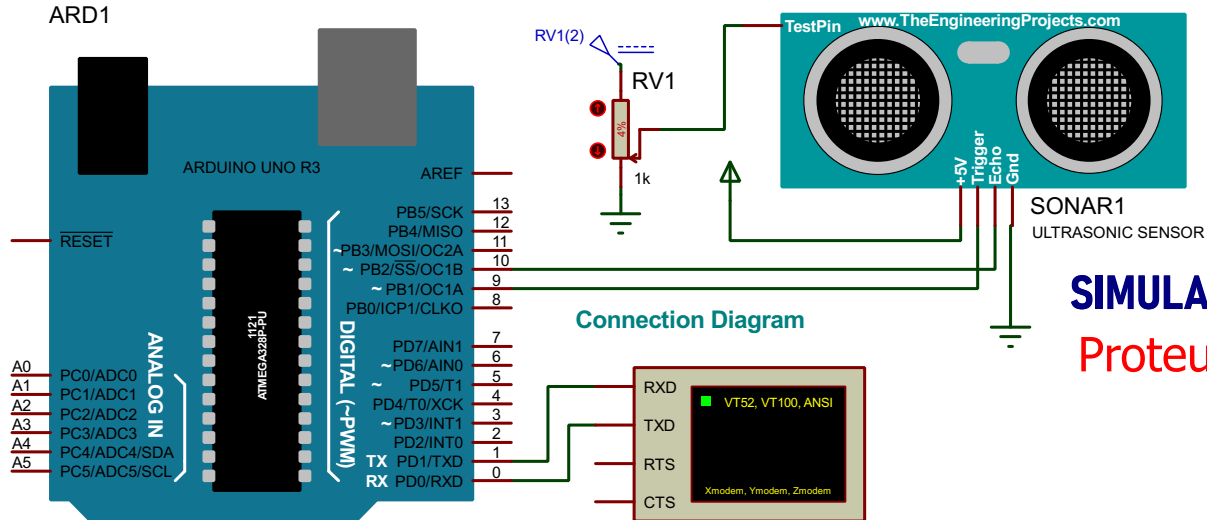 ARD1
ARDUINO UNO R3
RESET
AREF
PB5/SCK 13
PB4/MISO 12
~PB3/MOSI/OC2A 11
~ PB2/SS/OC1B 10
~ PB1/OC1A 9
PB0/ICP1/CLKO 8
PD7/AIN1 7
~PD6/AIN0 6
~ PD5/T1 5
PD4/T0/XCK 4
~PD3/INT1 3
PD2/INT0 2
TX PD1/TXD 1
RX PD0/RXD 0
DIGITAL (~PWM)
1121
ATMEGA328P-PU
ANALOG IN
A0 PC0/ADC0
A1 PC1/ADC1
A2 PC2/ADC2
A3 PC3/ADC3
A4 PC4/ADC4/SDA
A5 PC5/ADC5/SCL
RV1(2)
RV1
4%
1k
TestPin
www.TheEngineeringProjects.com
+5V
Trigger
Echo
Gnd
SONAR1
ULTRASONIC SENSOR
SIMULA
Proteu
Connection Diagram
RXD
TXD
RTS
CTS
VT52, VT100, ANSI
Xmodem, Ymodem, Zmodem